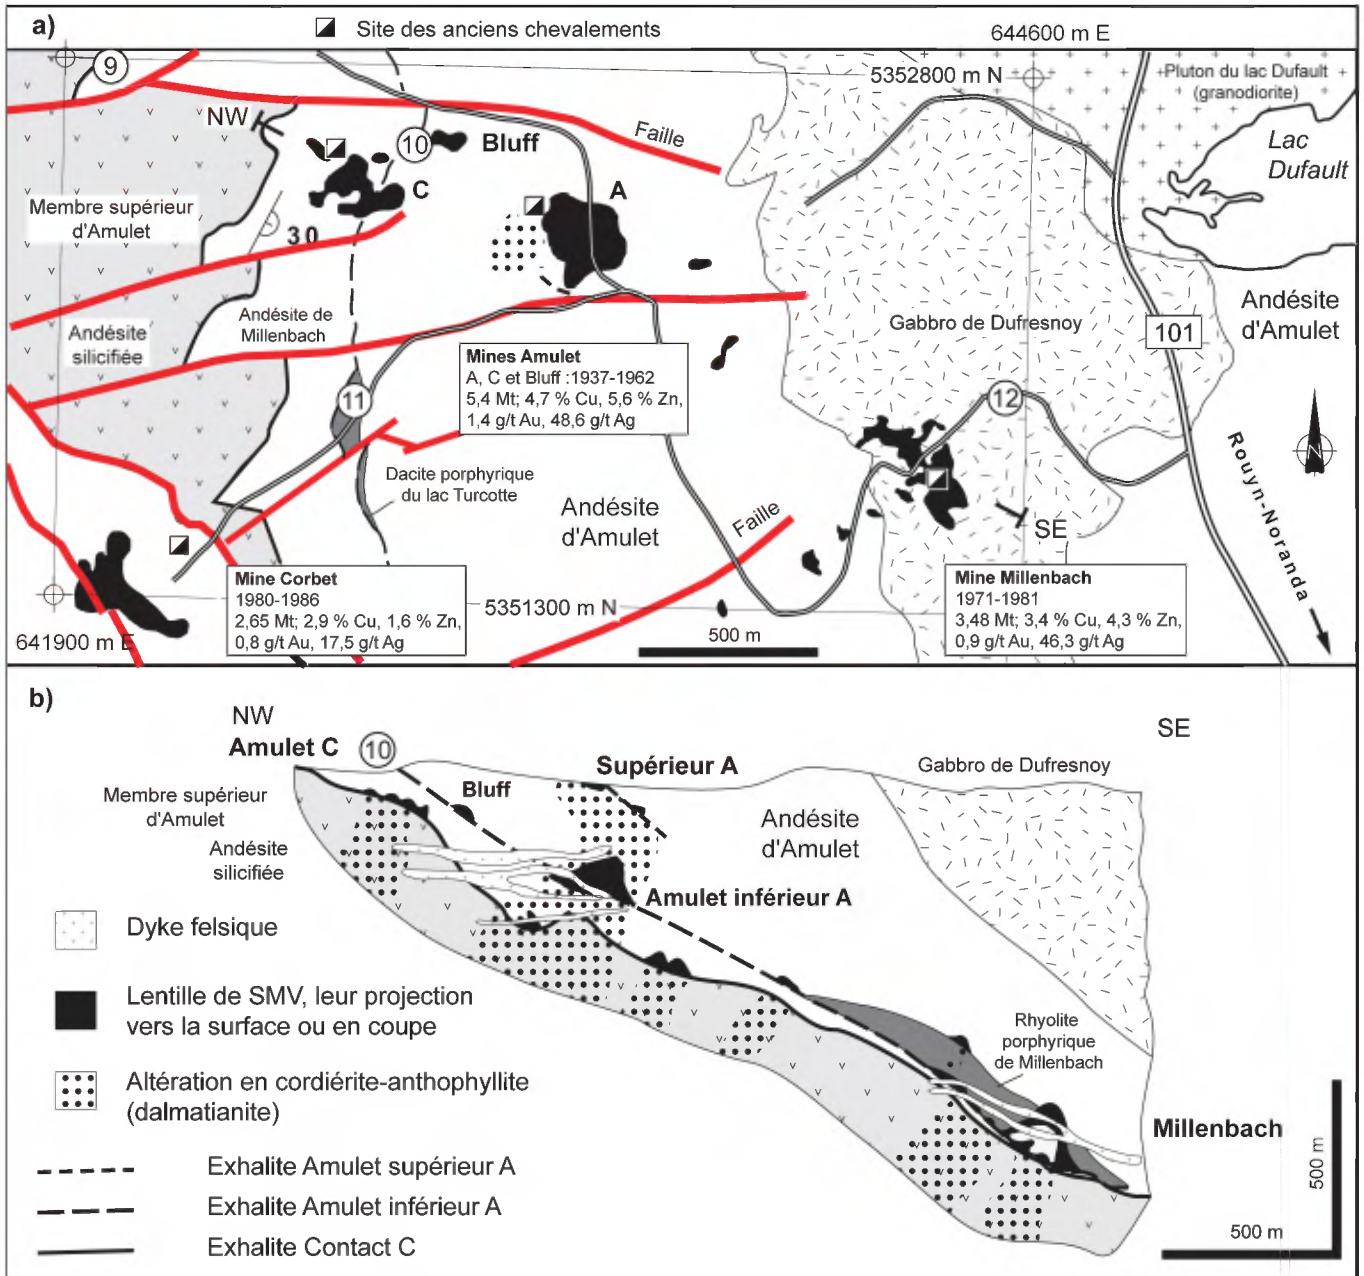 a)
Site des anciens chevalements
644600 m E
9
5352800 m N
Pluton du lac Dufault
(granodiorite)
NW
10
Bluff
Faille
Lac
Dufault
C
A
Membre supérieur
d'Amulet
30
Andésite de
Millenbach
Andésite
silicifiée
Gabbro de Dufresnoy
101
Andésite
d'Amulet
Mines Amulet
A, C et Bluff :1937-1962
5,4 Mt; 4,7 % Cu, 5,6 % Zn,
1,4 g/t Au, 48,6 g/t Ag
11
12
N
Dacite porphyrique
du lac Turcotte
Andésite
d'Amulet
Faille
SE
Rouyn-Noranda
Mine Corbet
1980-1986
2,65 Mt; 2,9 % Cu, 1,6 % Zn,
0,8 g/t Au, 17,5 g/t Ag
5351300 m N
Mine Millenbach
1971-1981
3,48 Mt; 3,4 % Cu, 4,3 % Zn,
0,9 g/t Au, 46,3 g/t Ag
641900 m E
500 m
b)
NW
SE
Amulet C
10
Supérieur A
Gabbro de Dufresnoy
Membre supérieur
d'Amulet
Bluff
Andésite
d'Amulet
Andésite
silicifiée
Amulet inférieur A
Dyke felsique
Lentille de SMV, leur projection
vers la surface ou en coupe
Rhyolite
porphyrique
de Millenbach
Altération en cordiérite-anthophyllite
(dalmatianite)
Millenbach
Exhalite Amulet supérieur A
Exhalite Amulet inférieur A
Exhalite Contact C
500 m
500 m